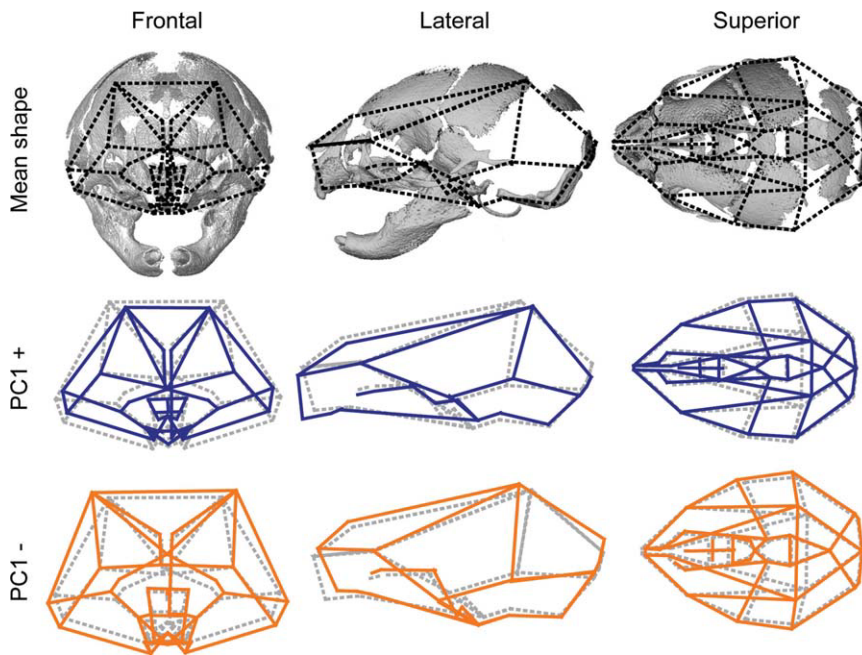 Frontal
Lateral
Superior
Mean shape
PC1 +
PC1 -